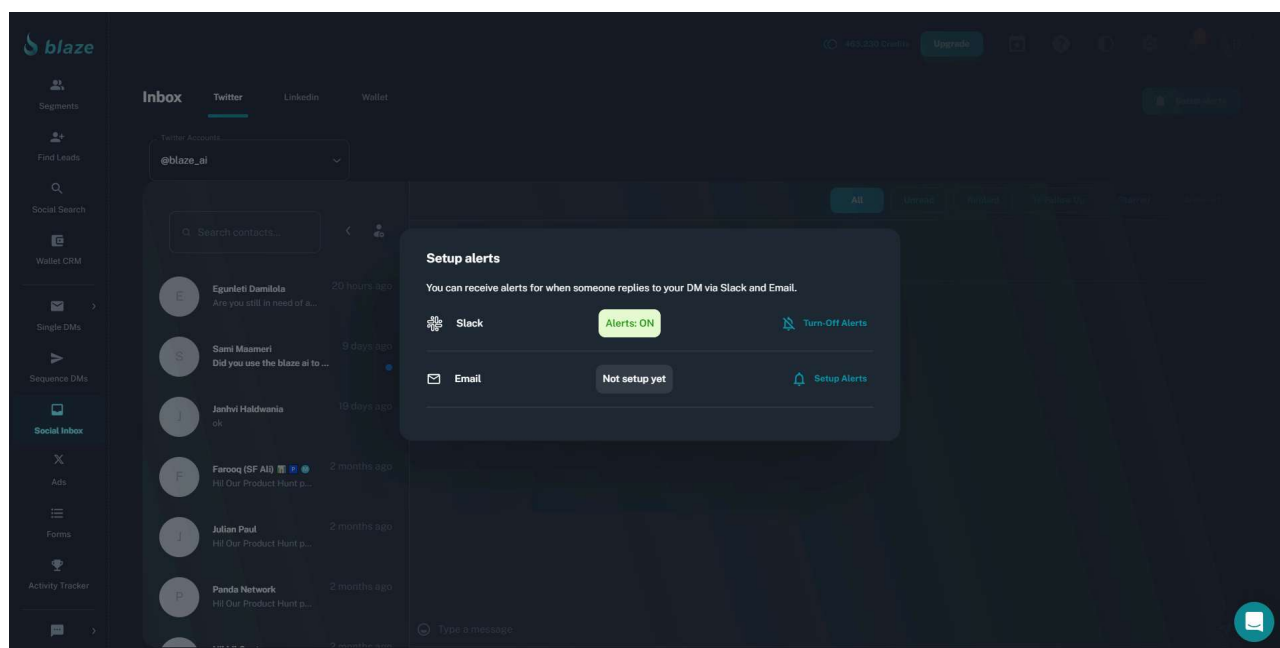 blaze
Upgrade
Segments
Find Leads
Social Search
Wallet CRM
Single DMs
Sequence DMs
Social Inbox
Ads
Forms
Activity Tracker
Inbox
Twitter
Linkedin
Wallet
Twitter Accounts
@blaze_ai
All
Search contacts...
E
Egunleti Damilola
20 hours ago
Are you still in need of a...
S
Sami Maameri
9 days ago
Did you use the blaze ai to ...
J
Janhvi Haldwania
19 days ago
ok
F
Farooq (SF Ali)
2 months ago
Hi! Our Product Hunt p...
J
Julian Paul
2 months ago
Hi! Our Product Hunt p...
P
Panda Network
2 months ago
Hi! Our Product Hunt p...
Type a message
Setup alerts
You can receive alerts for when someone replies to your DM via Slack and Email.
Slack
Alerts: ON
Turn-Off Alerts
Email
Not setup yet
Setup Alerts